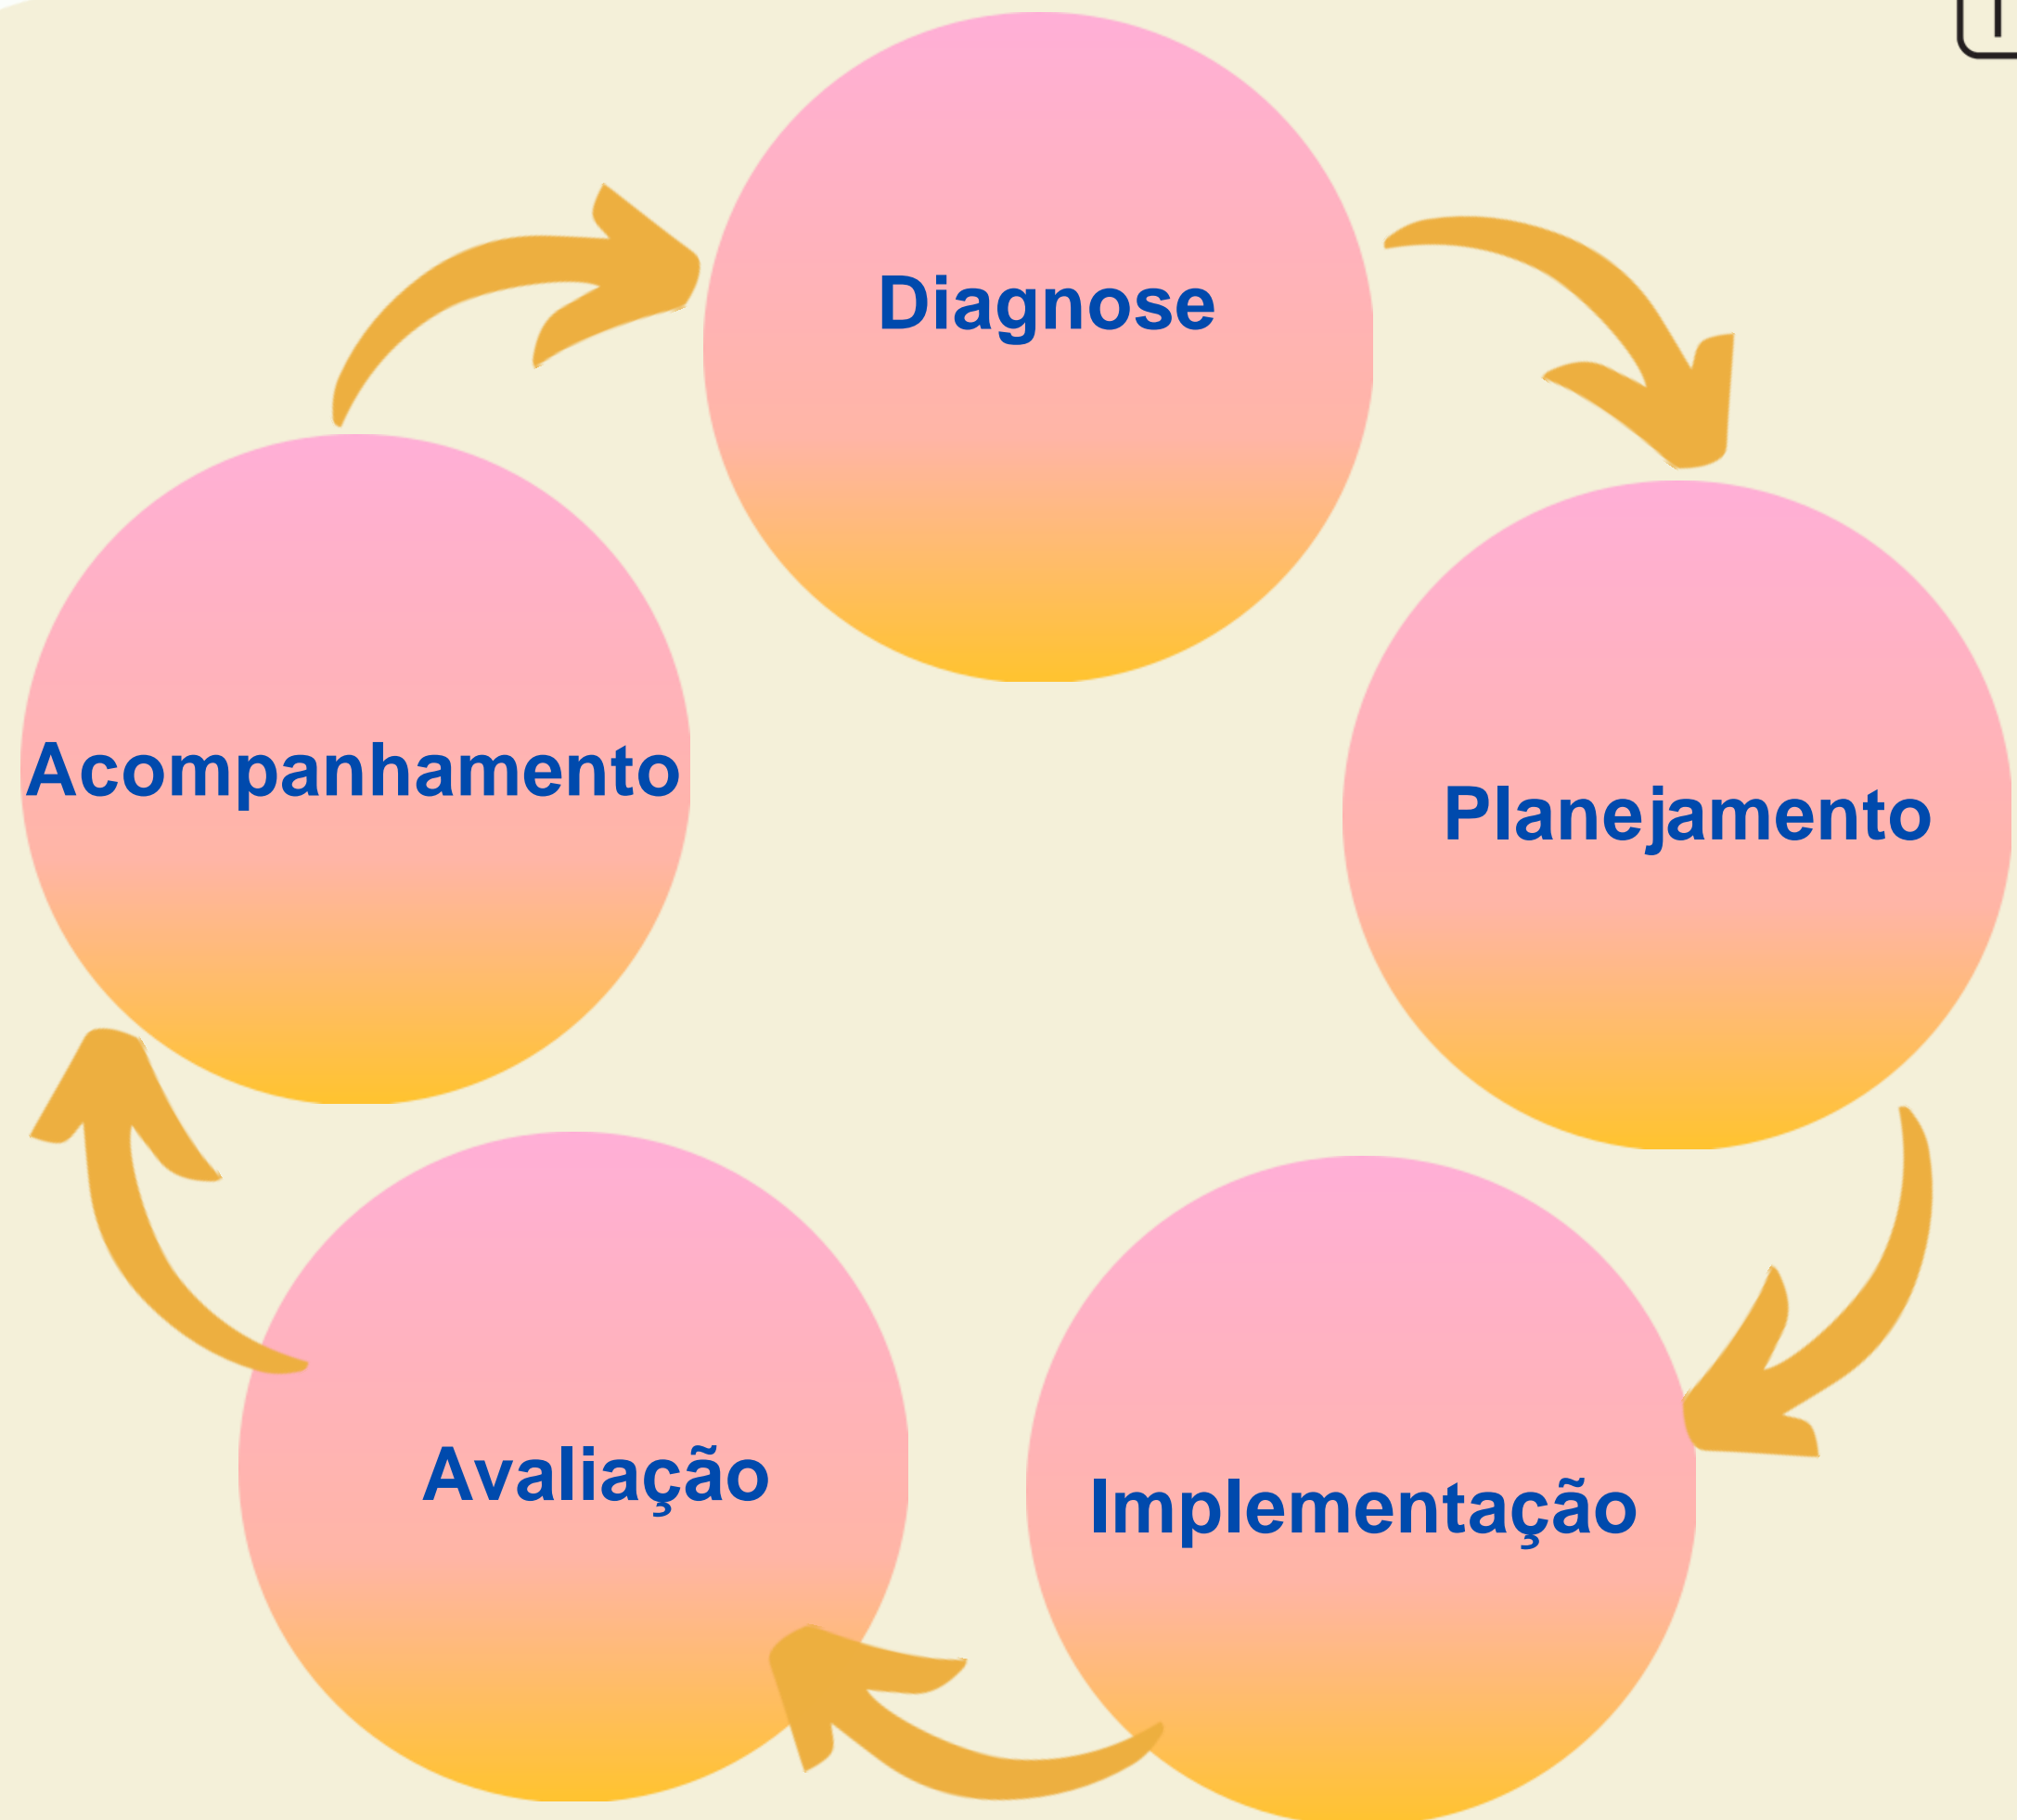 Diagnose
Planejamento
Implementação
Avaliação
Acompanhamento